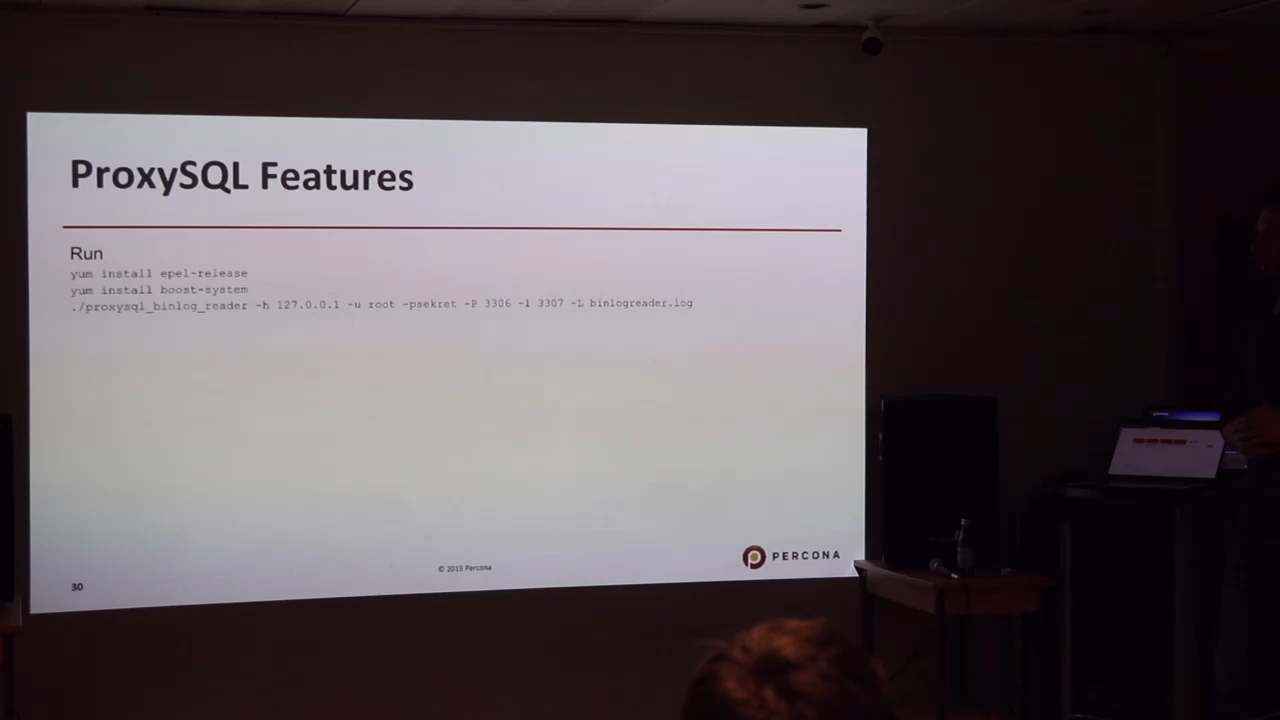 ProxySQL Features
Run
yum install epel-release
yum install boost-system
./proxysql_binlog_reader -h 127.0.0.1 -u root -psekret -P 3306 -l 3307 -L binlogreader.log
PERCONA
© 2019 Percona
30